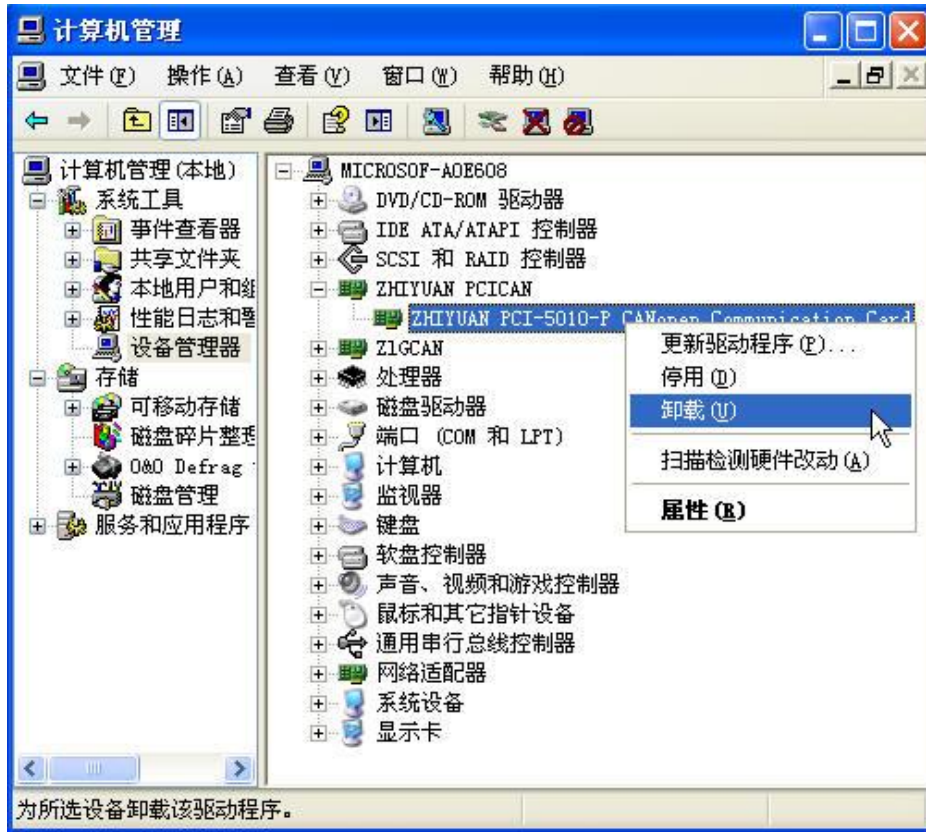 计算机管理
文件(F) 操作(A) 查看(V) 窗口(W) 帮助(H)
计算机管理(本地)
系统工具
事件查看器
共享文件夹
本地用户和组
性能日志和警
设备管理器
存储
可移动存储
磁盘碎片整理
O&O Defrag
磁盘管理
服务和应用程序
MICROSOF-A0E608
DVD/CD-ROM 驱动器
IDE ATA/ATAPI 控制器
SCSI 和 RAID 控制器
ZHIYUAN PCICAN
ZHIYUAN PCI-5010-P CANopen Communication Card
ZlGCAN
处理器
磁盘驱动器
端口 (COM 和 LPT)
计算机
监视器
键盘
软盘控制器
声音、视频和游戏控制器
鼠标和其它指针设备
通用串行总线控制器
网络适配器
系统设备
显示卡
更新驱动程序(P)...
停用(D)
卸载(U)
扫描检测硬件改动(A)
属性(R)
为所选设备卸载该驱动程序。